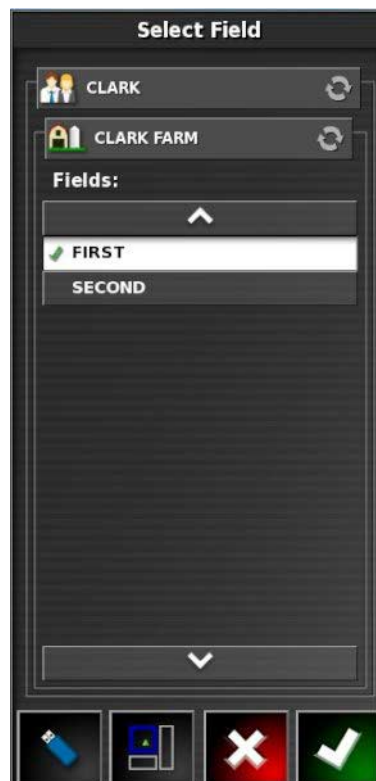 Select Field
CLARK
CLARK FARM
Fields:
FIRST
SECOND